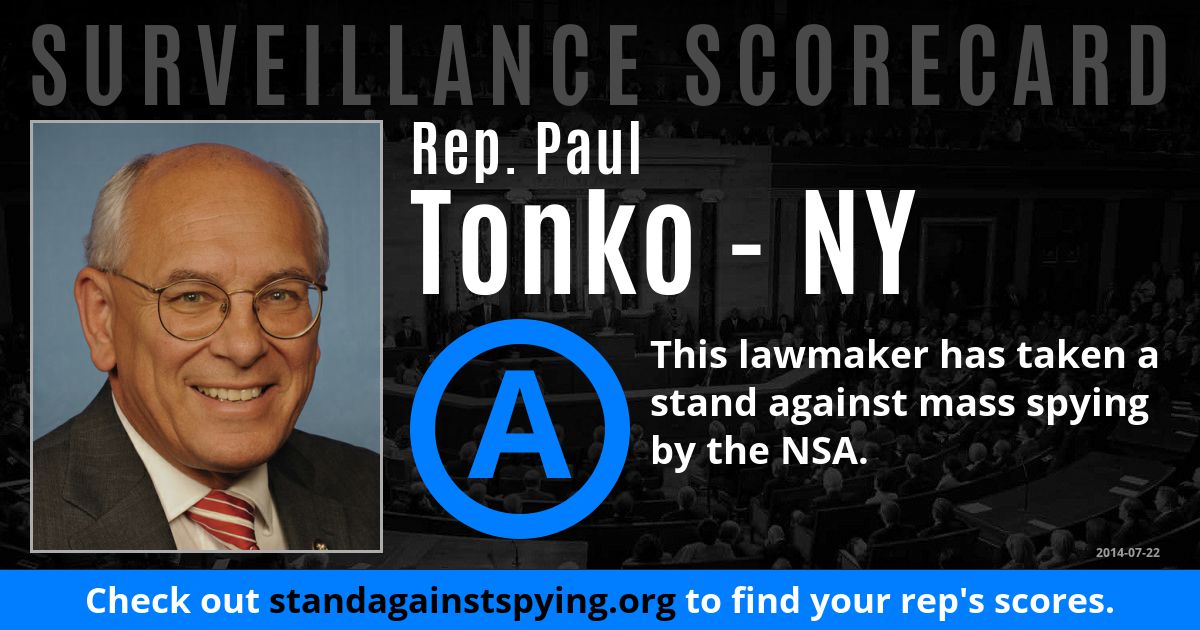 SURVEILLANCE SCORECARD
Rep. Paul
Tonko - NY
A
This lawmaker has taken a
stand against mass spying
by the NSA.
2014-07-22
Check out standagainstspying.org to find your rep's scores.